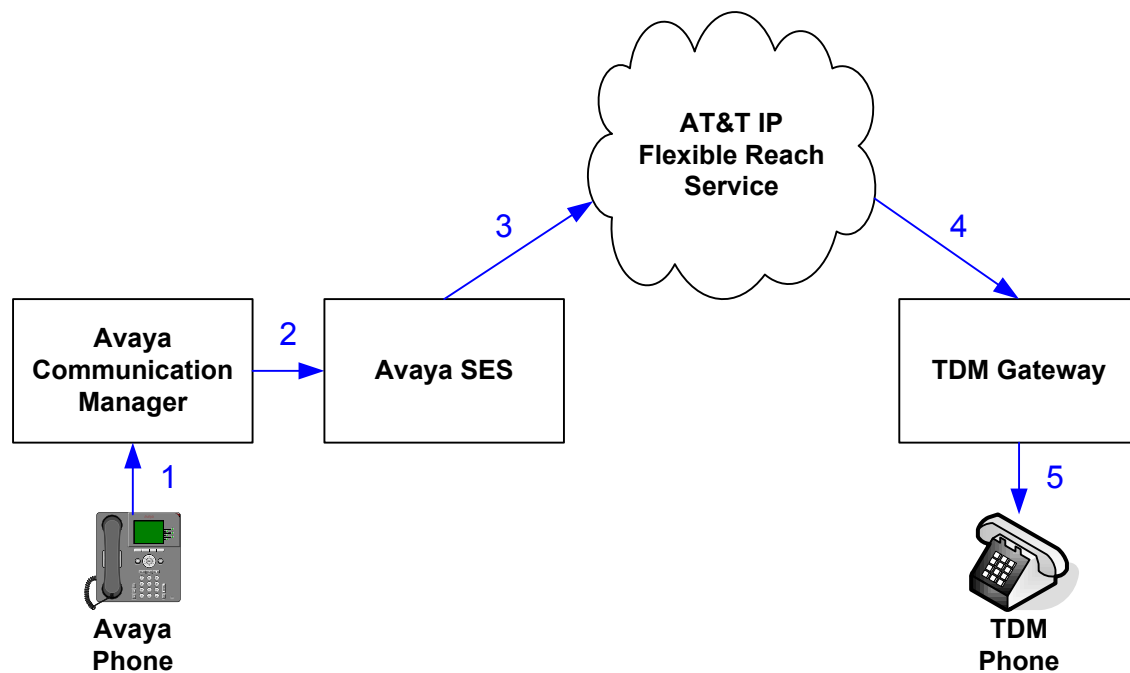 AT&T IP
Flexible Reach
Service
3
4
Avaya
Communication
Manager
2
Avaya SES
TDM Gateway
1
5
Avaya
Phone
TDM
Phone